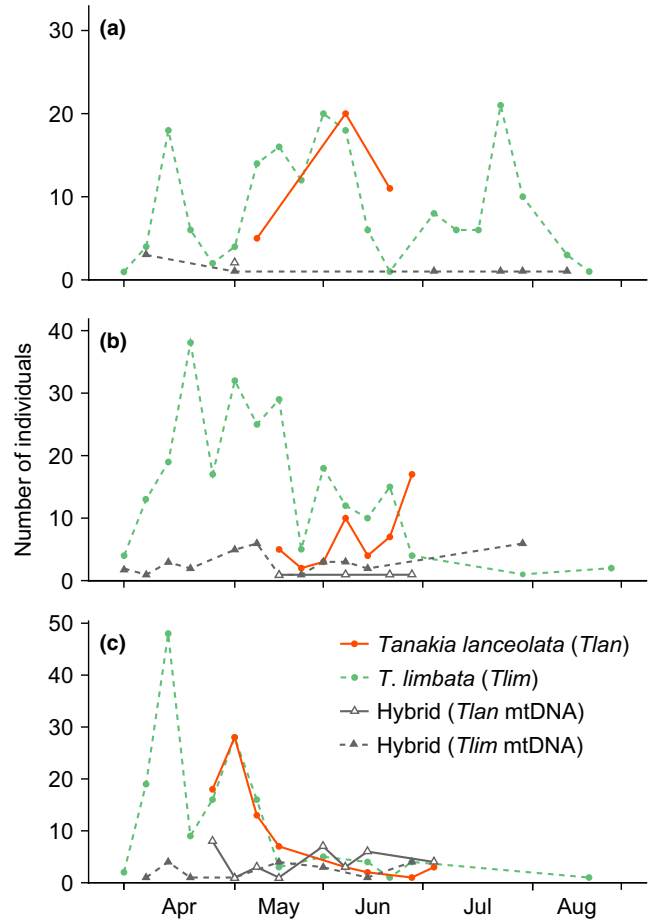 (a)
30
20
10
0
(b)
40
30
20
10
0
Number of individuals
(c)
50
40
30
20
10
0
Tanakia lanceolata (Tlan)
T. limbata (Tlim)
Hybrid (Tlan mtDNA)
Hybrid (Tlim mtDNA)
Apr May Jun Jul Aug